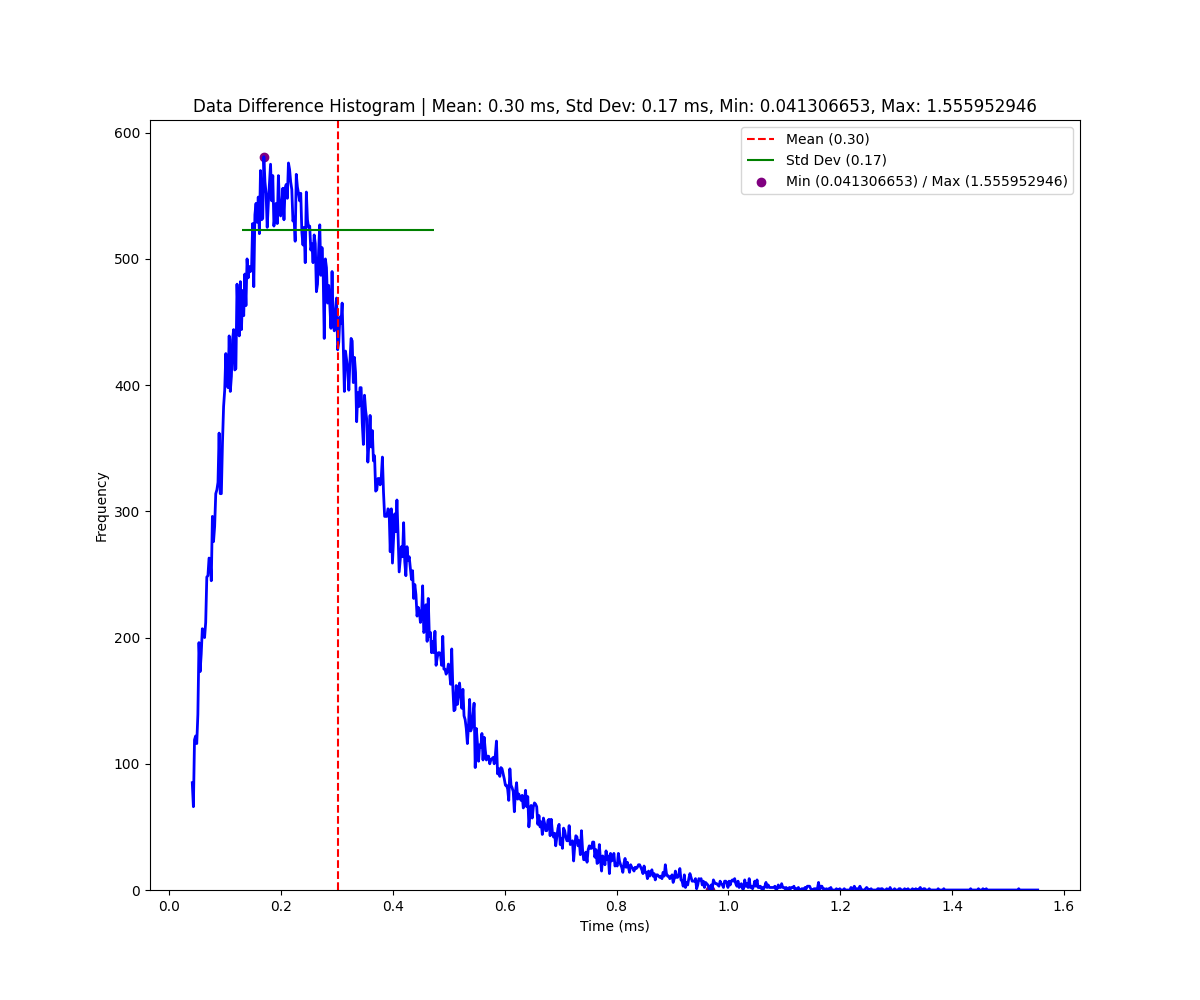 Data Difference Histogram | Mean: 0.30 ms, Std Dev: 0.17 ms, Min: 0.041306653, Max: 1.555952946
Mean (0.30)
Std Dev (0.17)
Min (0.041306653) / Max (1.555952946)
600
500
400
300
200
100
0
Frequency
0.0 0.2 0.4 0.6 0.8 1.0 1.2 1.4 1.6
Time (ms)